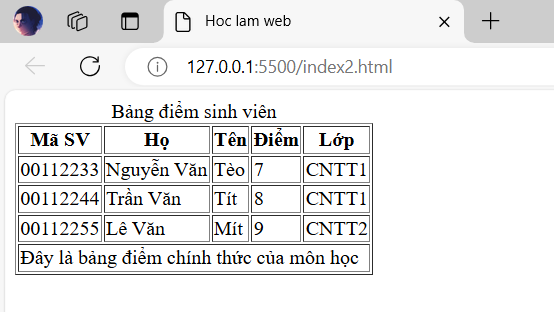 Hoc lam web
127.0.0.1:5500/index2.html
Bảng điểm sinh viên
Mã SV Họ Tên Điểm Lớp
00112233 Nguyễn Văn Tèo 7 CNTT1
00112244 Trần Văn Tít 8 CNTT1
00112255 Lê Văn Mít 9 CNTT2
Đây là bảng điểm chính thức của môn học